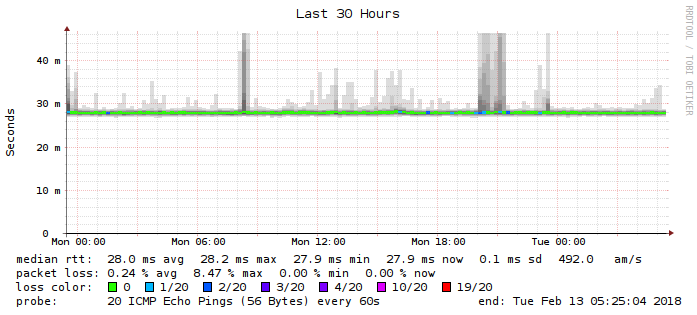 Last 30 Hours
RRDTOOL / TOBI OETIKER
Seconds
40 m
30 m
20 m
10 m
0
Mon 00:00 Mon 06:00 Mon 12:00 Mon 18:00 Tue 00:00
median rtt: 28.0 ms avg 28.2 ms max 27.9 ms min 27.9 ms now 0.1 ms sd 492.0 am/s
packet loss: 0.24 % avg 8.47 % max 0.00 % min 0.00 % now
loss color: 0 1/20 2/20 3/20 4/20 10/20 19/20
probe: 20 ICMP Echo Pings (56 Bytes) every 60s end: Tue Feb 13 05:25:04 2018